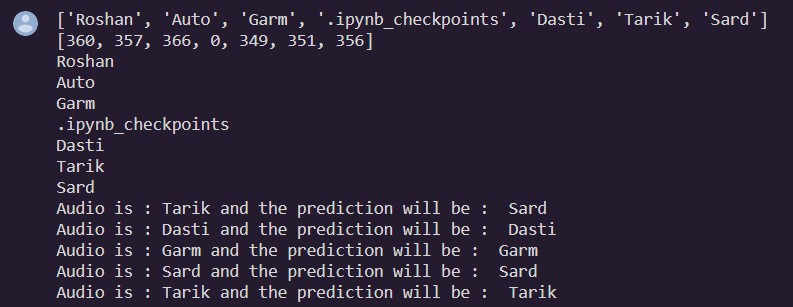 ['Roshan', 'Auto', 'Garm', '.ipynb_checkpoints', 'Dasti', 'Tarik', 'Sard']
[360, 357, 366, 0, 349, 351, 356]
Roshan
Auto
Garm
.ipynb_checkpoints
Dasti
Tarik
Sard
Audio is : Tarik and the prediction will be :  Sard
Audio is : Dasti and the prediction will be :  Dasti
Audio is : Garm and the prediction will be :  Garm
Audio is : Sard and the prediction will be :  Sard
Audio is : Tarik and the prediction will be :  Tarik